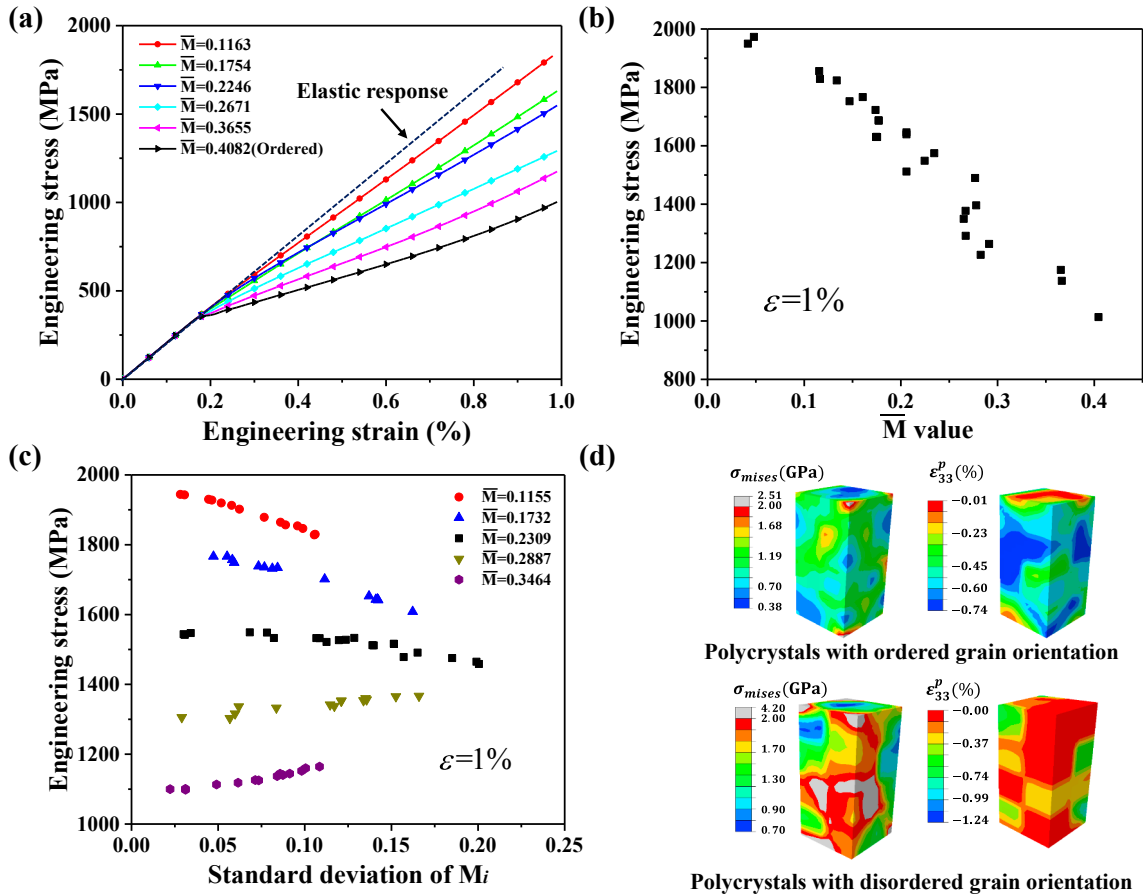 (a)
2000
1500
1000
500
0
Engineering stress (MPa)
M̅=0.1163
M̅=0.1754
M̅=0.2246
M̅=0.2671
M̅=0.3655
M̅=0.4082(Ordered)
Elastic response
0.0 0.2 0.4 0.6 0.8 1.0
Engineering strain (%)
(b)
2000
1800
1600
1400
1200
1000
800
Engineering stress (MPa)
ε=1%
0.0 0.1 0.2 0.3 0.4
M̅ value
(c)
2000
1800
1600
1400
1200
1000
Engineering stress (MPa)
M̅=0.1155
M̅=0.1732
M̅=0.2309
M̅=0.2887
M̅=0.3464
ε=1%
0.00 0.05 0.10 0.15 0.20 0.25
Standard deviation of Mi
(d)
σmises(GPa)
2.51
2.00
1.68
1.19
0.70
0.38
ε₃₃ᵖ(%)
−0.01
−0.23
−0.45
−0.60
−0.74
Polycrystals with ordered grain orientation
σmises(GPa)
4.20
2.00
1.70
1.30
0.90
0.70
ε₃₃ᵖ(%)
−0.00
−0.37
−0.74
−0.99
−1.24
Polycrystals with disordered grain orientation